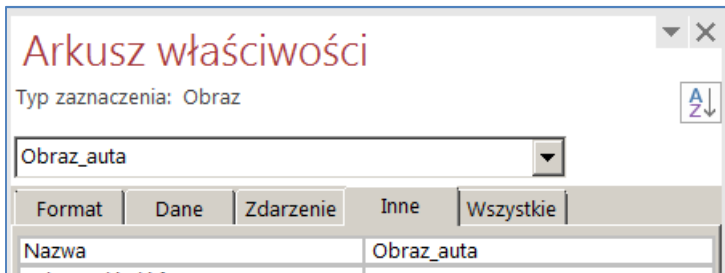 Arkusz właściwości
Typ zaznaczenia: Obraz
A
Z
Obraz_auta
Format Dane Zdarzenie Inne Wszystkie
Nazwa Obraz_auta